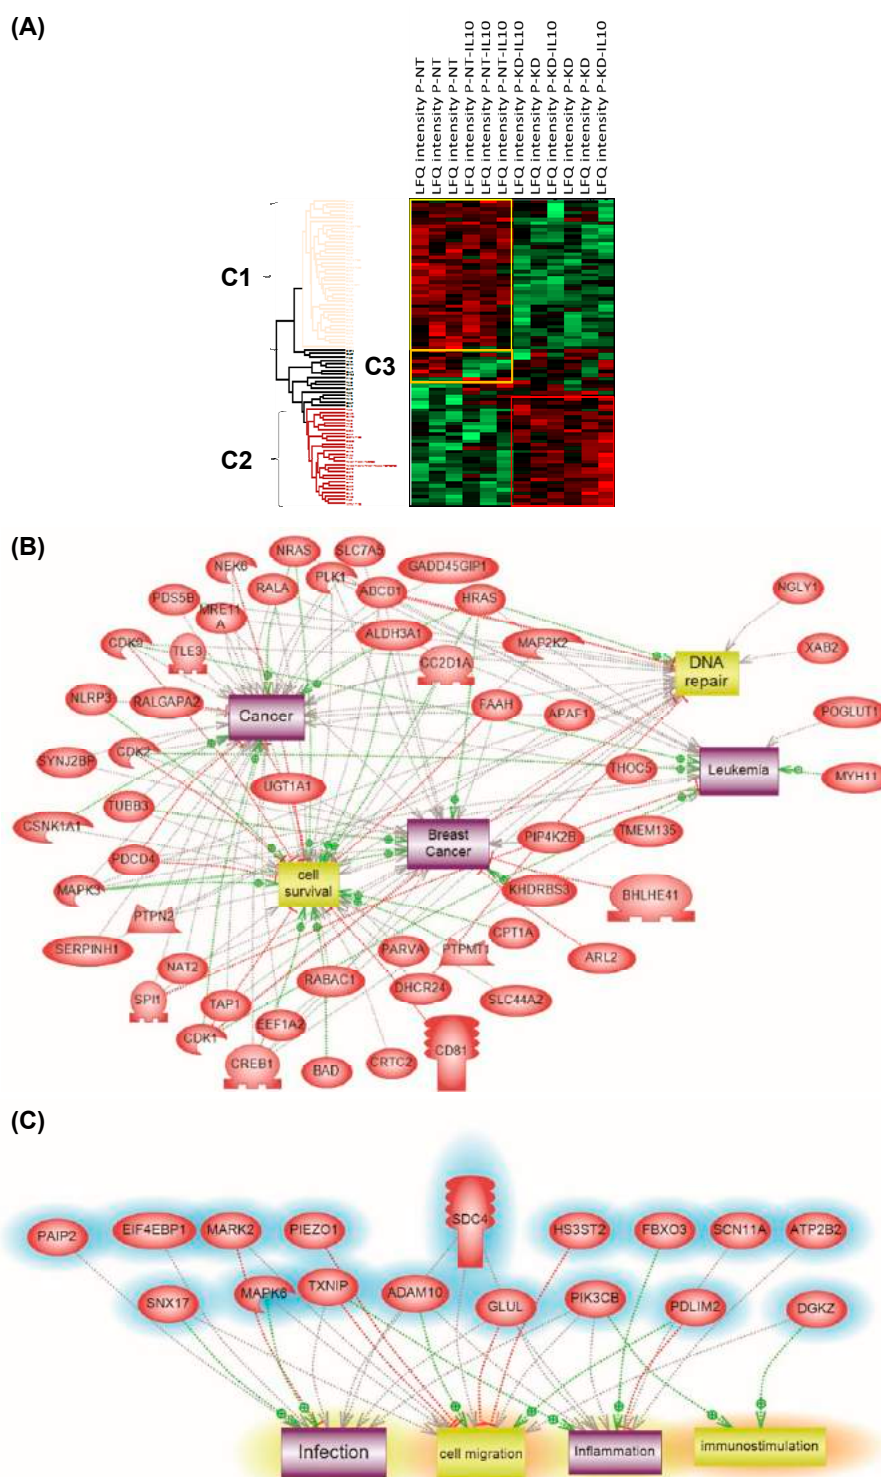 (A)
LFQ intensity P-NT
LFQ intensity P-NT
LFQ intensity P-NT
LFQ intensity P-NT-IL10
LFQ intensity P-NT-IL10
LFQ intensity P-NT-IL10
LFQ intensity P-KD-IL10
LFQ intensity P-KD
LFQ intensity P-KD-IL10
LFQ intensity P-KD
LFQ intensity P-KD
LFQ intensity P-KD-IL10
C1
C3
C2
(B)
NRAS
SLC7A5
NEK6
PLK1
GADD45GIP1
RALA
ABCD1
HRAS
NGLY1
PDS5B
MRE11
A
ALDH3A1
MAP2K2
XAB2
CDK9
TLE3
CC2D1A
DNA
repair
NLRP3
RALGAPA2
Cancer
FAAH
APAF1
POGLUT1
SYNJ2BP
CDK2
THOC5
Leukemia
MYH11
UGT1A1
TUBB3
CSNK1A1
Breast
Cancer
PIP4K2B
TMEM135
PDCD4
cell
survival
MAPK3
KHDRBS3
BHLHE41
PTPN2
CPT1A
SERPINH1
PARVA
PTPMT1
ARL2
NAT2
RABAC1
DHCR24
SLC44A2
SPI1
TAP1
EEF1A2
CDK1
CD81
CREB1
BAD
CRTC2
(C)
SDC4
PAIP2
EIF4EBP1
MARK2
PIEZO1
HS3ST2
FBXO3
SCN11A
ATP2B2
SNX17
MAPK6
TXNIP
ADAM10
GLUL
PIK3CB
PDLIM2
DGKZ
Infection
cell migration
Inflammation
immunostimulation